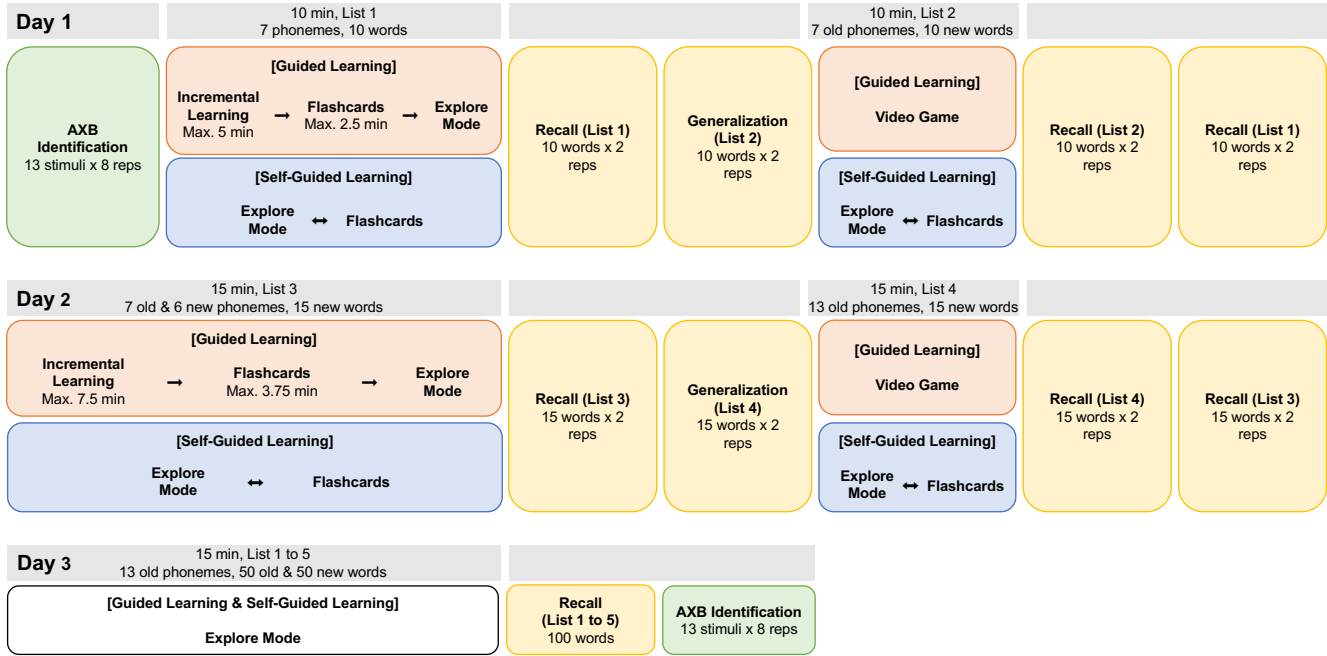 Day 1
10 min, List 1
7 phonemes, 10 words
10 min, List 2
7 old phonemes, 10 new words
AXB
Identification
13 stimuli x 8 reps
[Guided Learning]
Incremental
Learning
Max. 5 min
→
Flashcards
Max. 2.5 min
→
Explore
Mode
[Self-Guided Learning]
Explore
Mode
↔
Flashcards
Recall (List 1)
10 words x 2
reps
Generalization
(List 2)
10 words x 2
reps
[Guided Learning]
Video Game
[Self-Guided Learning]
Explore
Mode
↔
Flashcards
Recall (List 2)
10 words x 2
reps
Recall (List 1)
10 words x 2
reps
Day 2
15 min, List 3
7 old & 6 new phonemes, 15 new words
15 min, List 4
13 old phonemes, 15 new words
[Guided Learning]
Incremental
Learning
Max. 7.5 min
→
Flashcards
Max. 3.75 min
→
Explore
Mode
[Self-Guided Learning]
Explore
Mode
↔
Flashcards
Recall (List 3)
15 words x 2
reps
Generalization
(List 4)
15 words x 2
reps
[Guided Learning]
Video Game
[Self-Guided Learning]
Explore
Mode
↔
Flashcards
Recall (List 4)
15 words x 2
reps
Recall (List 3)
15 words x 2
reps
Day 3
15 min, List 1 to 5
13 old phonemes, 50 old & 50 new words
[Guided Learning & Self-Guided Learning]
Explore Mode
Recall
(List 1 to 5)
100 words
AXB Identification
13 stimuli x 8 reps